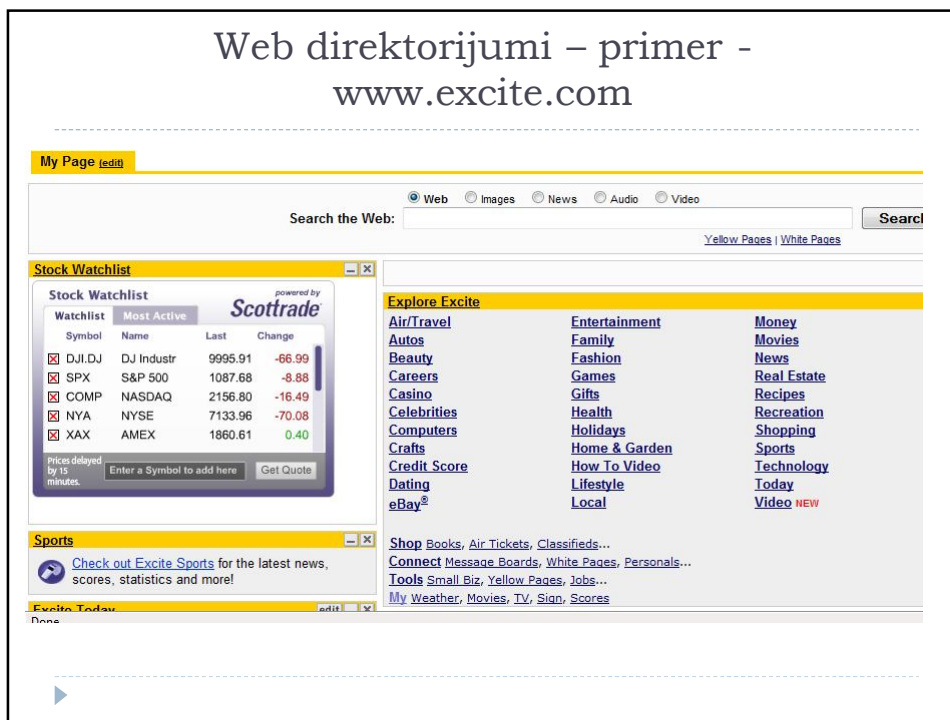 Web direktorijumi – primer -
www.excite.com
My Page (edit)
Web Images News Audio Video
Search the Web: Search
Yellow Pages | White Pages
Stock Watchlist
Stock Watchlist powered by
Scottrade
Watchlist Most Active
Symbol Name Last Change
DJI.DJ DJ Industr 9995.91 -66.99
SPX S&P 500 1087.68 -8.88
COMP NASDAQ 2156.80 -16.49
NYA NYSE 7133.96 -70.08
XAX AMEX 1860.61 0.40
Prices delayed
by 15
minutes.
Enter a Symbol to add here Get Quote
Sports
Check out Excite Sports for the latest news,
scores, statistics and more!
Excite Today edit
Done
Explore Excite
Air/Travel Entertainment Money
Autos Family Movies
Beauty Fashion News
Careers Games Real Estate
Casino Gifts Recipes
Celebrities Health Recreation
Computers Holidays Shopping
Crafts Home & Garden Sports
Credit Score How To Video Technology
Dating Lifestyle Today
eBay® Local Video NEW
Shop Books, Air Tickets, Classifieds...
Connect Message Boards, White Pages, Personals...
Tools Small Biz, Yellow Pages, Jobs...
My Weather, Movies, TV, Sign, Scores